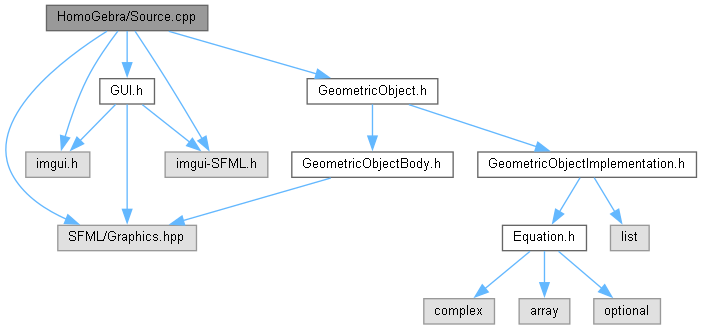 HomoGebra/Source.cpp
GUI.h
GeometricObject.h
imgui.h
imgui-SFML.h
GeometricObjectBody.h
GeometricObjectImplementation.h
SFML/Graphics.hpp
Equation.h
list
complex
array
optional